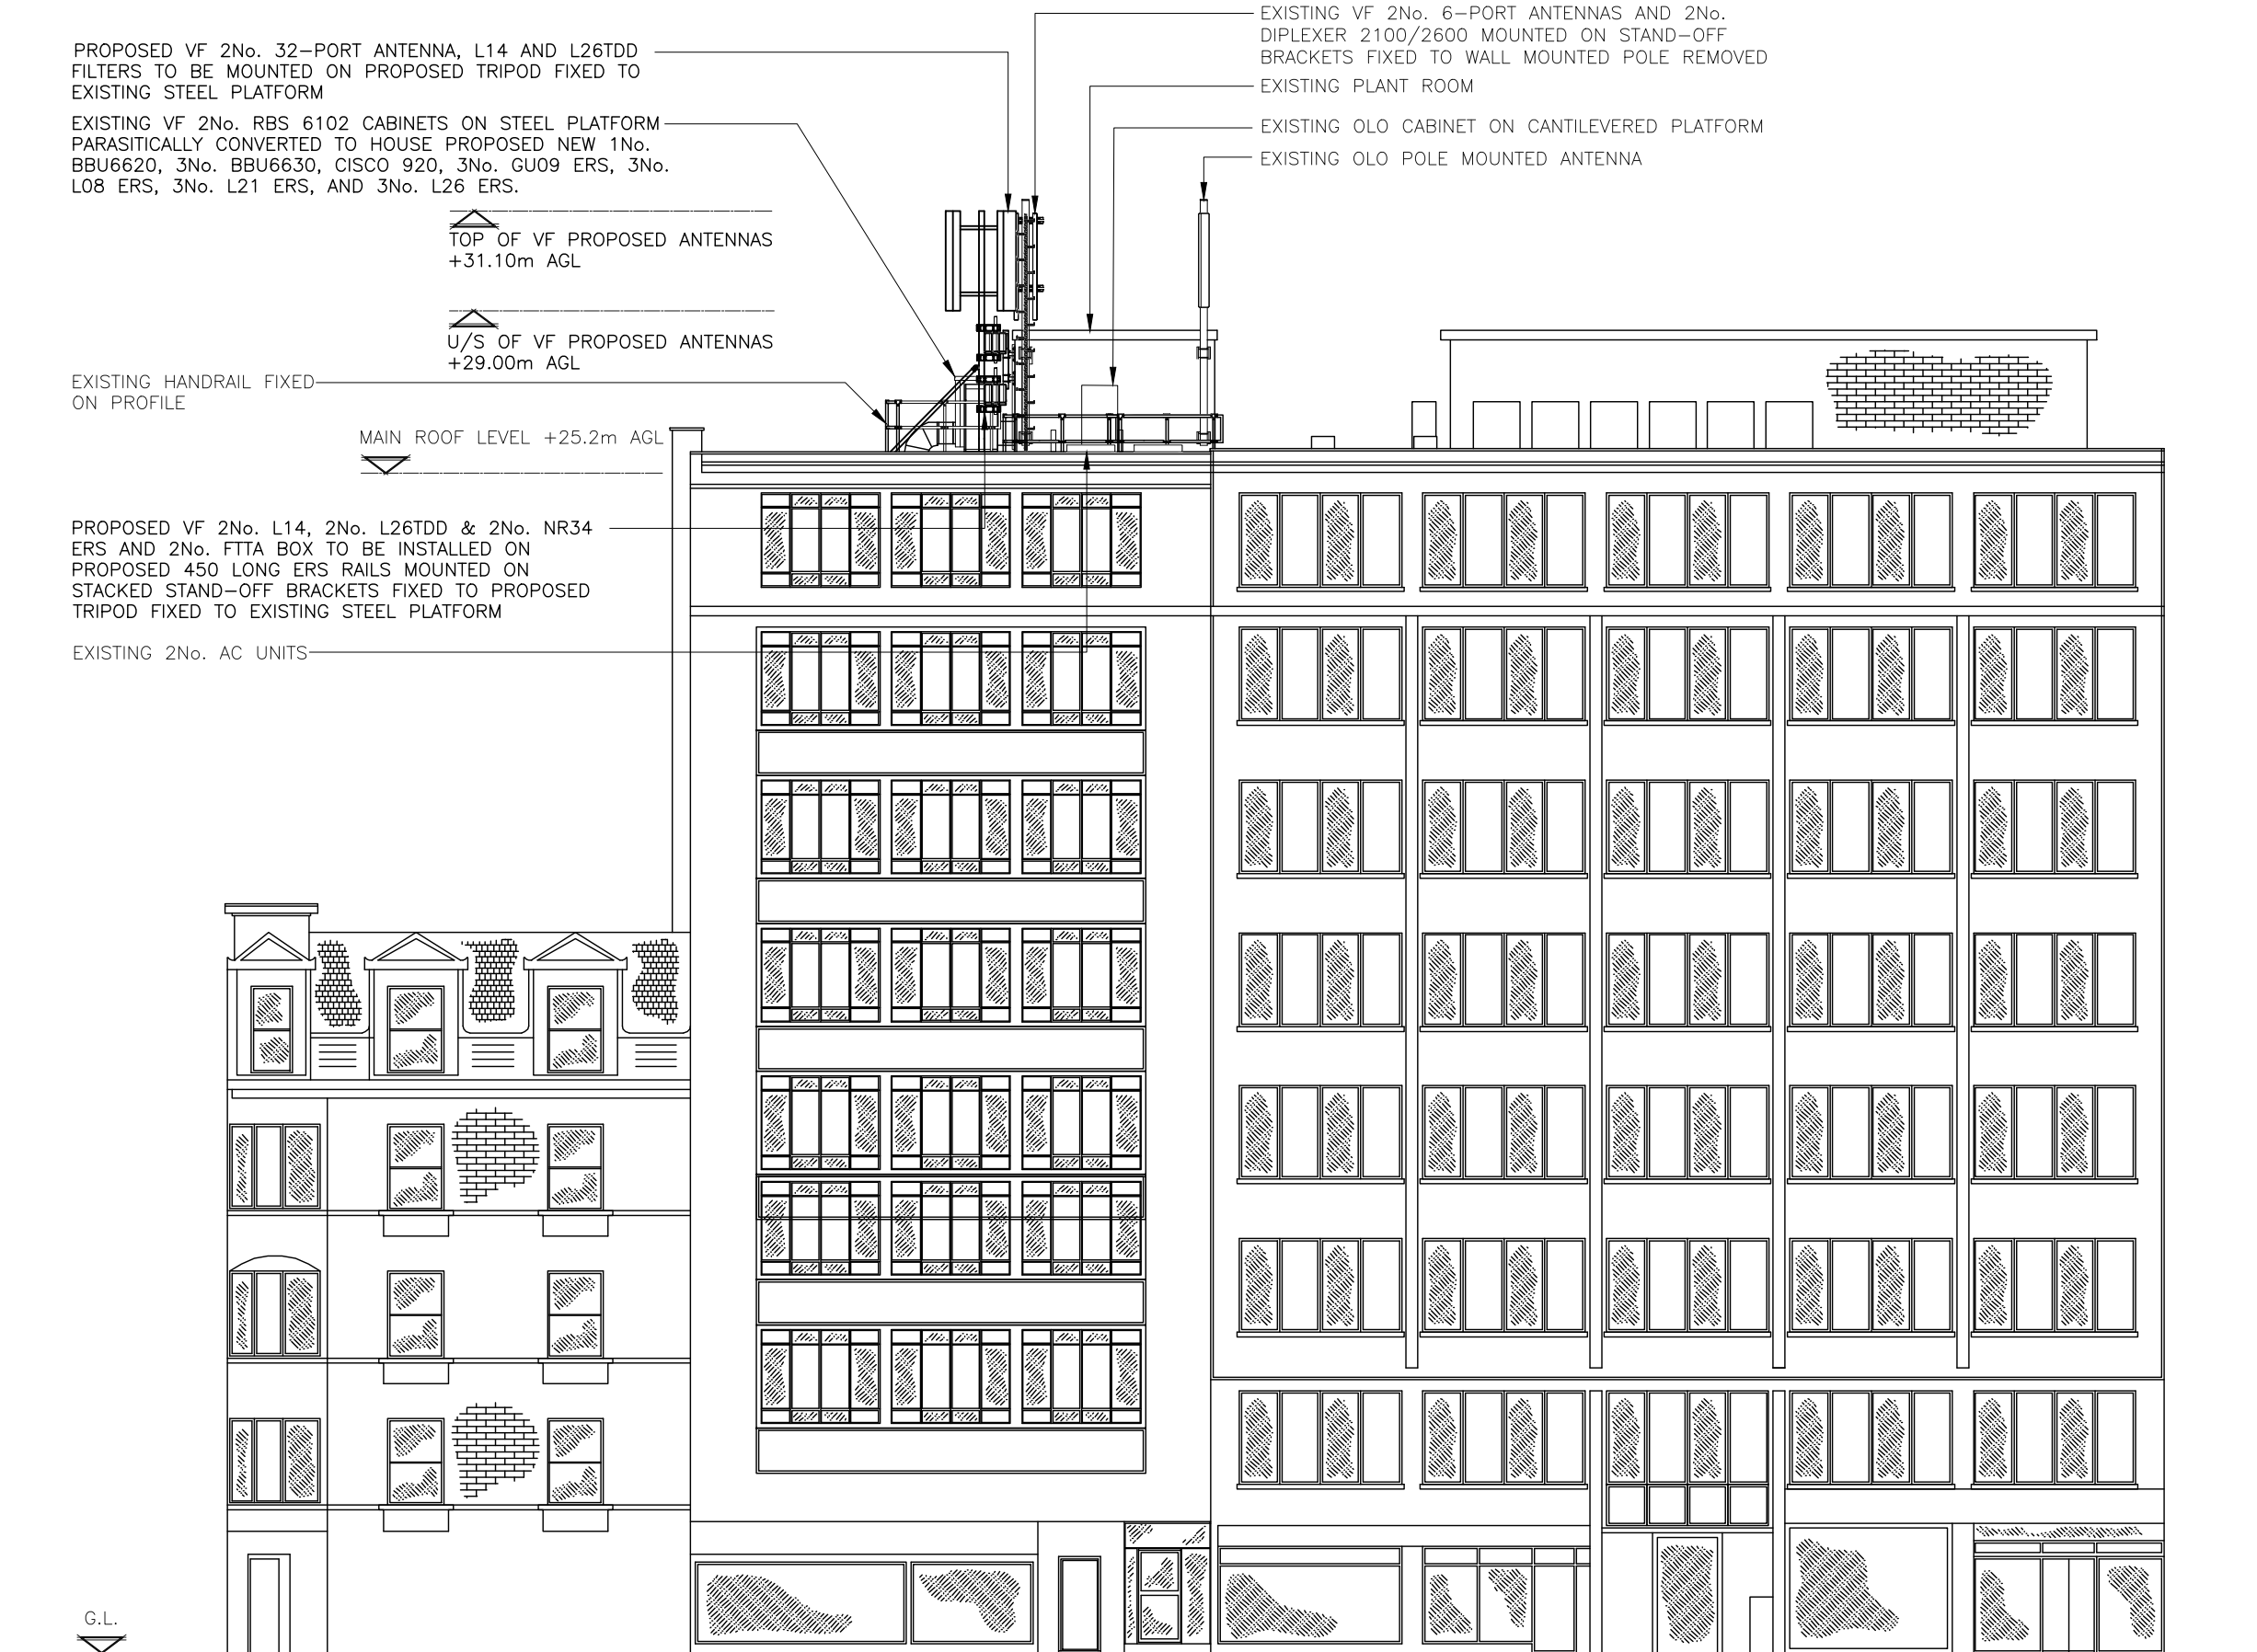 PROPOSED VF 2No. 32-PORT ANTENNA, L14 AND L26TDD
FILTERS TO BE MOUNTED ON PROPOSED TRIPOD FIXED TO
EXISTING STEEL PLATFORM
EXISTING VF 2No. RBS 6102 CABINETS ON STEEL PLATFORM
PARASITICALLY CONVERTED TO HOUSE PROPOSED NEW 1No.
BBU6620, 3No. BBU6630, CISCO 920, 3No. GU09 ERS, 3No.
L08 ERS, 3No. L21 ERS, AND 3No. L26 ERS.
TOP OF VF PROPOSED ANTENNAS
+31.10m AGL
U/S OF VF PROPOSED ANTENNAS
+29.00m AGL
EXISTING HANDRAIL FIXED
ON PROFILE
MAIN ROOF LEVEL +25.2m AGL
PROPOSED VF 2No. L14, 2No. L26TDD & 2No. NR34
ERS AND 2No. FTTA BOX TO BE INSTALLED ON
PROPOSED 450 LONG ERS RAILS MOUNTED ON
STACKED STAND-OFF BRACKETS FIXED TO PROPOSED
TRIPOD FIXED TO EXISTING STEEL PLATFORM
EXISTING 2No. AC UNITS
G.L.
EXISTING VF 2No. 6-PORT ANTENNAS AND 2No.
DIPLEXER 2100/2600 MOUNTED ON STAND-OFF
BRACKETS FIXED TO WALL MOUNTED POLE REMOVED
EXISTING PLANT ROOM
EXISTING OLO CABINET ON CANTILEVERED PLATFORM
EXISTING OLO POLE MOUNTED ANTENNA